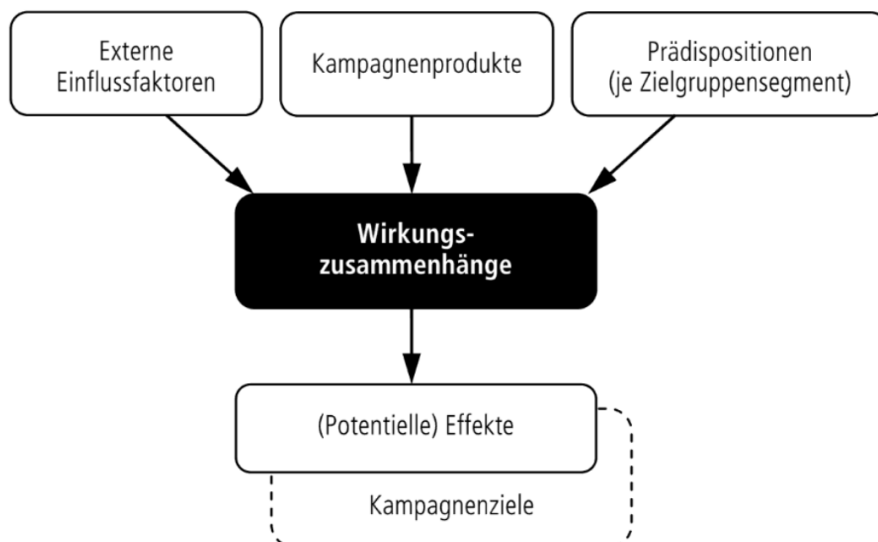 Externe
Einflussfaktoren
Kampagnenprodukte
Prädispositionen
(je Zielgruppensegment)
Wirkungs-
zusammenhänge
(Potentielle) Effekte
Kampagnenziele